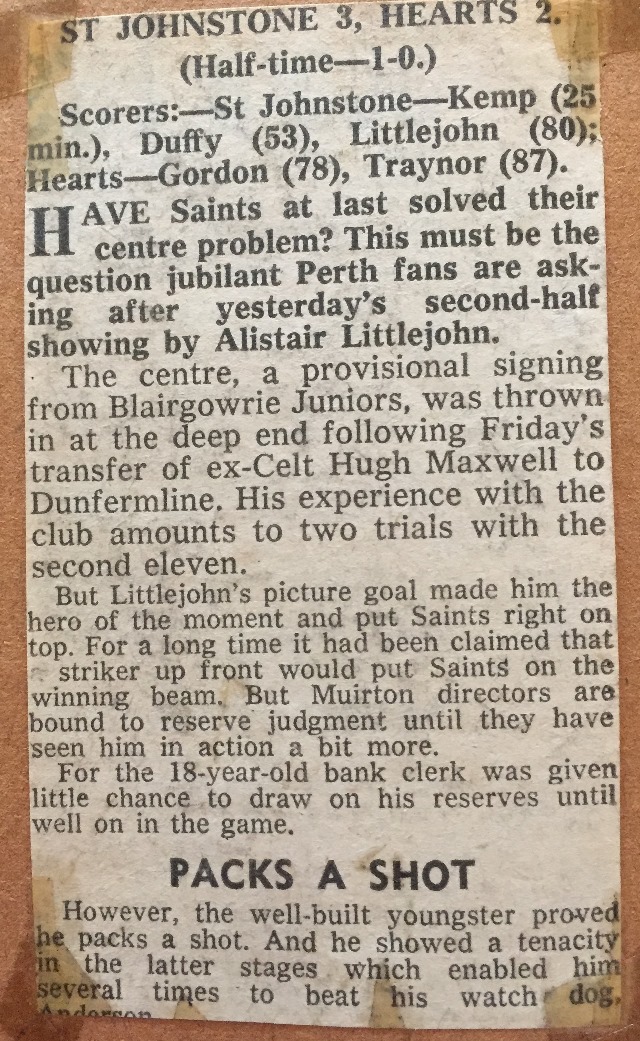 ST JOHNSTONE 3, HEARTS 2.
(Half-time—1-0.)
Scorers:—St Johnstone—Kemp (25
min.), Duffy (53), Littlejohn (80);
Hearts—Gordon (78), Traynor (87).
HAVE Saints at last solved their
centre problem? This must be the
question jubilant Perth fans are ask-
ing after yesterday's second-half
showing by Alistair Littlejohn.
The centre, a provisional signing
from Blairgowrie Juniors, was thrown
in at the deep end following Friday's
transfer of ex-Celt Hugh Maxwell to
Dunfermline. His experience with the
club amounts to two trials with the
second eleven.
But Littlejohn's picture goal made him the
hero of the moment and put Saints right on
top. For a long time it had been claimed that
striker up front would put Saints on the
winning beam. But Muirton directors are
bound to reserve judgment until they have
seen him in action a bit more.
For the 18-year-old bank clerk was given
little chance to draw on his reserves until
well on in the game.
PACKS A SHOT
However, the well-built youngster proved
he packs a shot. And he showed a tenacity
in the latter stages which enabled him
several times to beat his watch dog,
Anderson